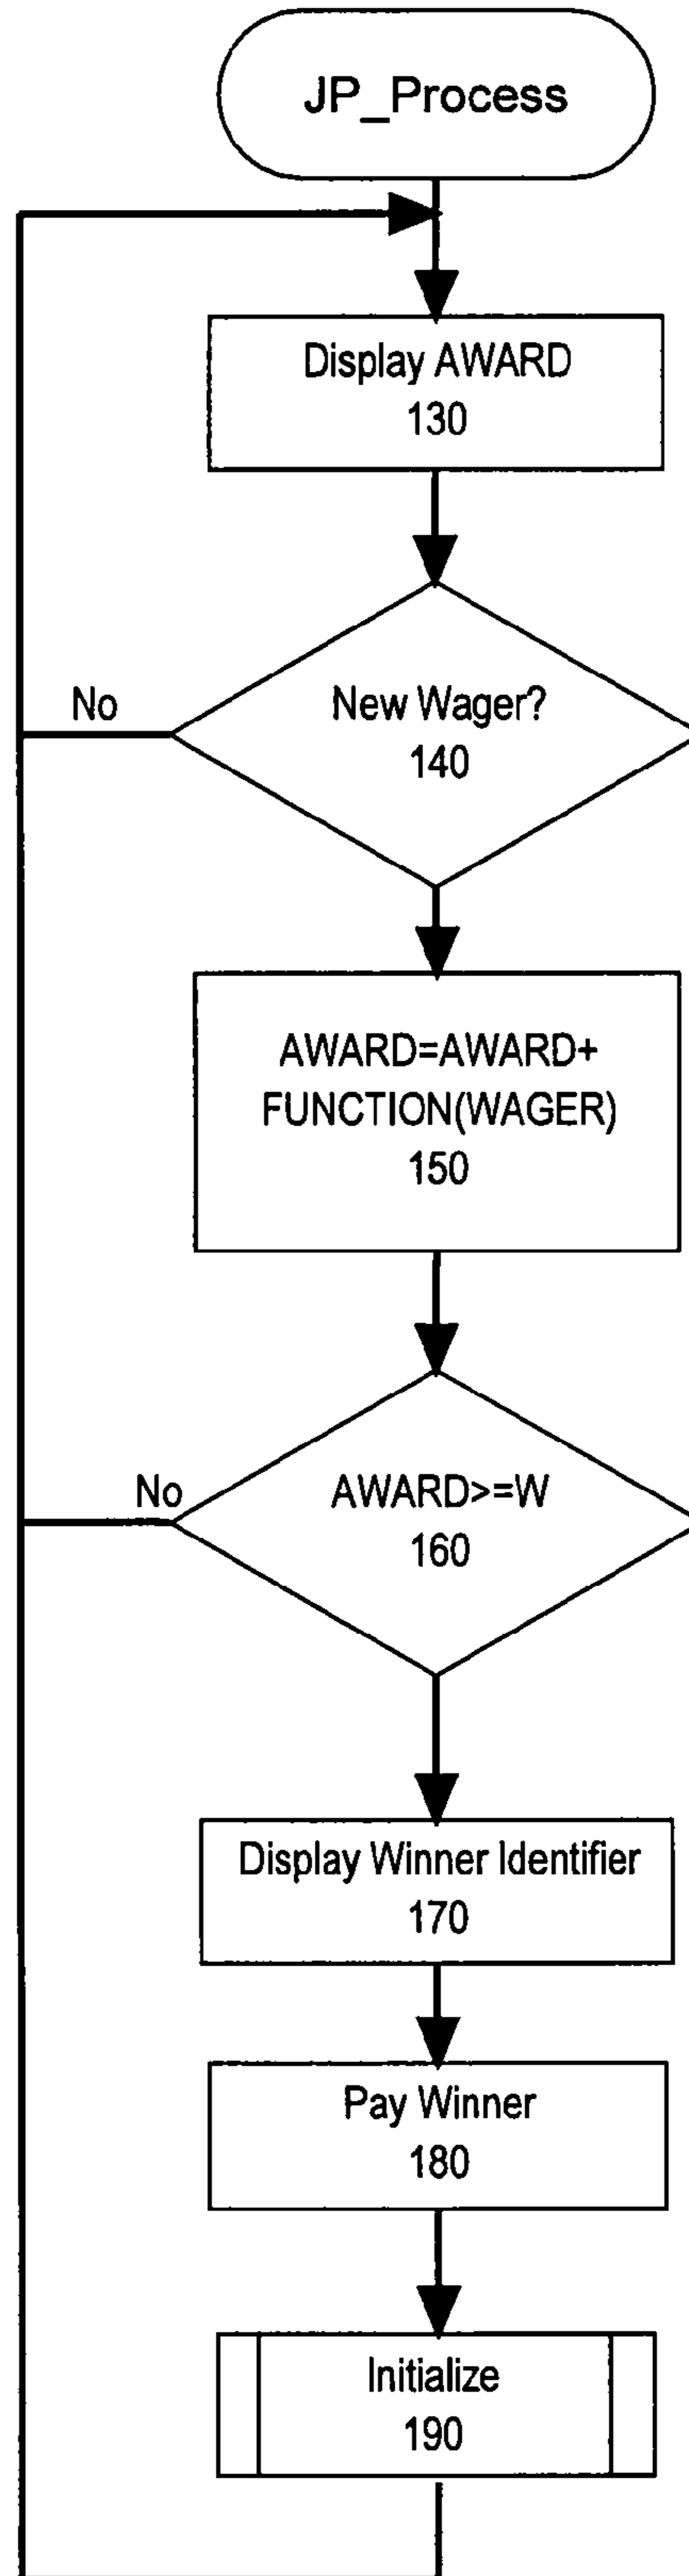 JP_Process
Display AWARD
130
No
New Wager?
140
AWARD=AWARD+
FUNCTION(WAGER)
150
No
AWARD>=W
160
Display Winner Identifier
170
Pay Winner
180
Initialize
190